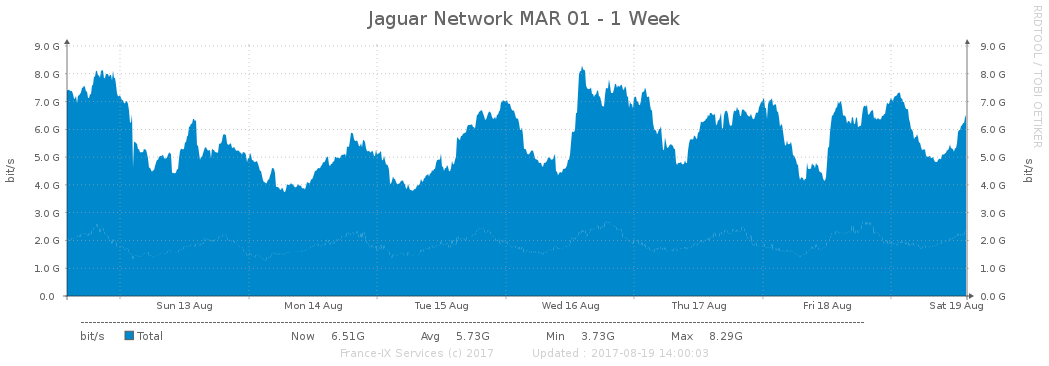 Jaguar Network MAR 01 - 1 Week
RRDTOOL / TOBI OETIKER
9.0 G 9.0 G
8.0 G 8.0 G
7.0 G 7.0 G
6.0 G 6.0 G
5.0 G 5.0 G
4.0 G 4.0 G
3.0 G 3.0 G
2.0 G 2.0 G
1.0 G 1.0 G
0.0 0.0 G
bit/s bit/s
Sun 13 Aug Mon 14 Aug Tue 15 Aug Wed 16 Aug Thu 17 Aug Fri 18 Aug Sat 19 Aug
bit/s Total Now 6.51G Avg 5.73G Min 3.73G Max 8.29G
France-IX Services (c) 2017 Updated : 2017-08-19 14:00:03